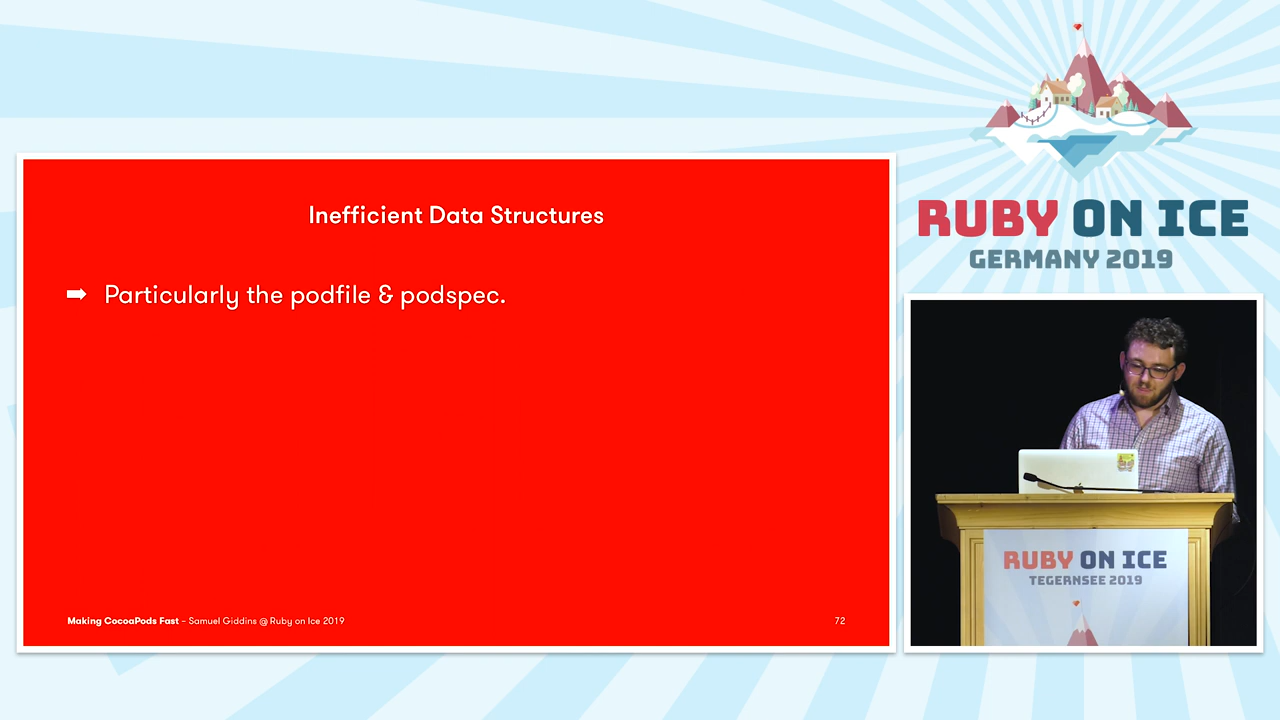 Inefficient Data Structures
➡ Particularly the podfile & podspec.
Making CocoaPods Fast – Samuel Giddins @ Ruby on Ice 2019
72
RUBY ON ICE
GERMANY 2019
RUBY ON ICE
TEGERNSEE 2019